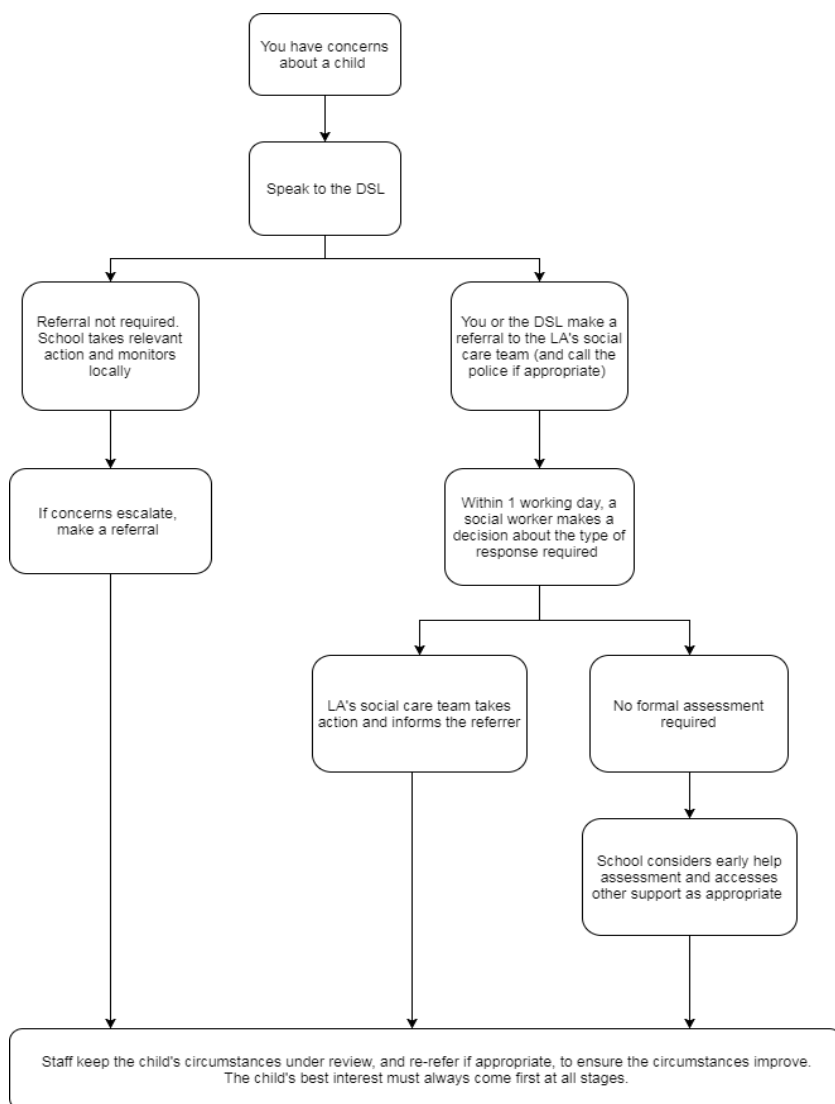 You have concerns
about a child
Speak to the DSL
Referral not required.
School takes relevant
action and monitors
locally
You or the DSL make a
referral to the LA's social
care team (and call the
police if appropriate)
If concerns escalate,
make a referral
Within 1 working day, a
social worker makes a
decision about the type of
response required
LA's social care team takes
action and informs the referrer
No formal assessment
required
School considers early help
assessment and accesses
other support as appropriate
Staff keep the child's circumstances under review, and re-refer if appropriate, to ensure the circumstances improve.
The child's best interest must always come first at all stages.